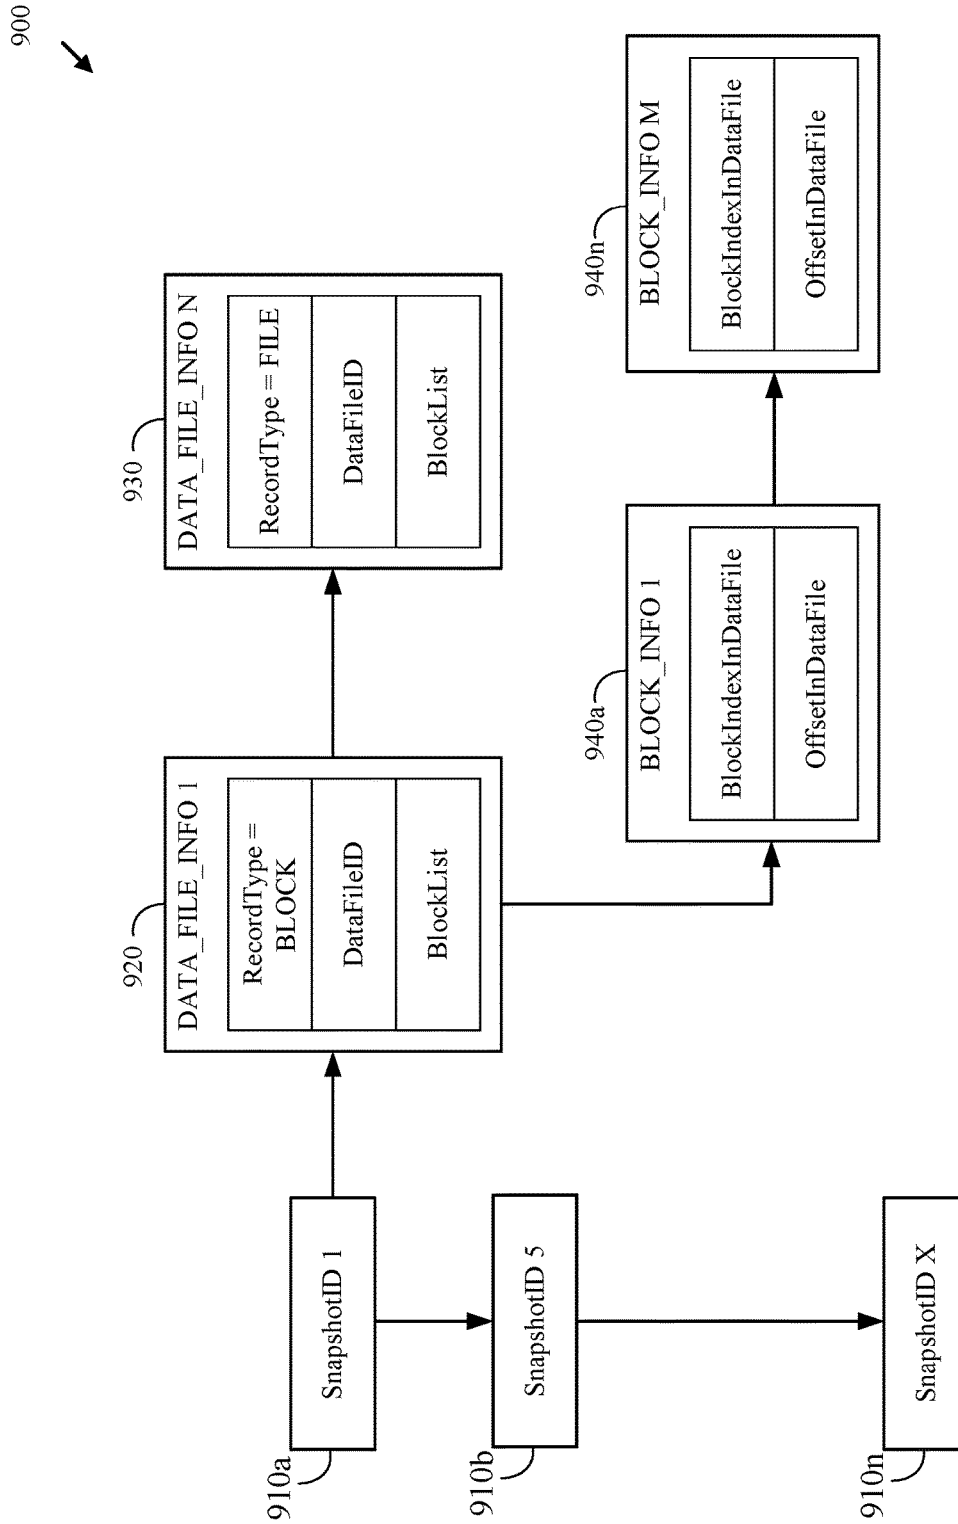 900
910a
SnapshotID 1
910b
SnapshotID 5
910n
SnapshotID X
920
DATA_FILE_INFO 1
RecordType =
BLOCK
DataFileID
BlockList
930
DATA_FILE_INFO N
RecordType = FILE
DataFileID
BlockList
940a
BLOCK_INFO 1
BlockIndexInDataFile
OffsetInDataFile
940n
BLOCK_INFO M
BlockIndexInDataFile
OffsetInDataFile